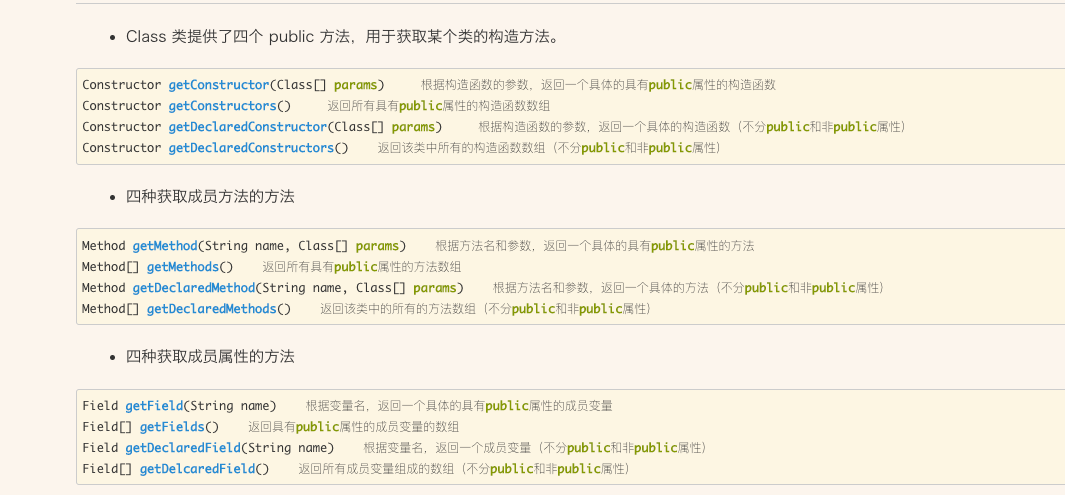 Class 类提供了四个 public 方法，用于获取某个类的构造方法。
Constructor getConstructor(Class[] params) 根据构造函数的参数，返回一个具体的具有public属性的构造函数
Constructor getConstructors() 返回所有具有public属性的构造函数数组
Constructor getDeclaredConstructor(Class[] params) 根据构造函数的参数，返回一个具体的构造函数（不分public和非public属性）
Constructor getDeclaredConstructors() 返回该类中所有的构造函数数组（不分public和非public属性）
四种获取成员方法的方法
Method getMethod(String name, Class[] params) 根据方法名和参数，返回一个具体的具有public属性的方法
Method[] getMethods() 返回所有具有public属性的方法数组
Method getDeclaredMethod(String name, Class[] params) 根据方法名和参数，返回一个具体的方法（不分public和非public属性）
Method[] getDeclaredMethods() 返回该类中的所有的方法数组（不分public和非public属性）
四种获取成员属性的方法
Field getField(String name) 根据变量名，返回一个具体的具有public属性的成员变量
Field[] getFields() 返回具有public属性的成员变量的数组
Field getDeclaredField(String name) 根据变量名，返回一个成员变量（不分public和非public属性）
Field[] getDelcaredField() 返回所有成员变量组成的数组（不分public和非public属性）